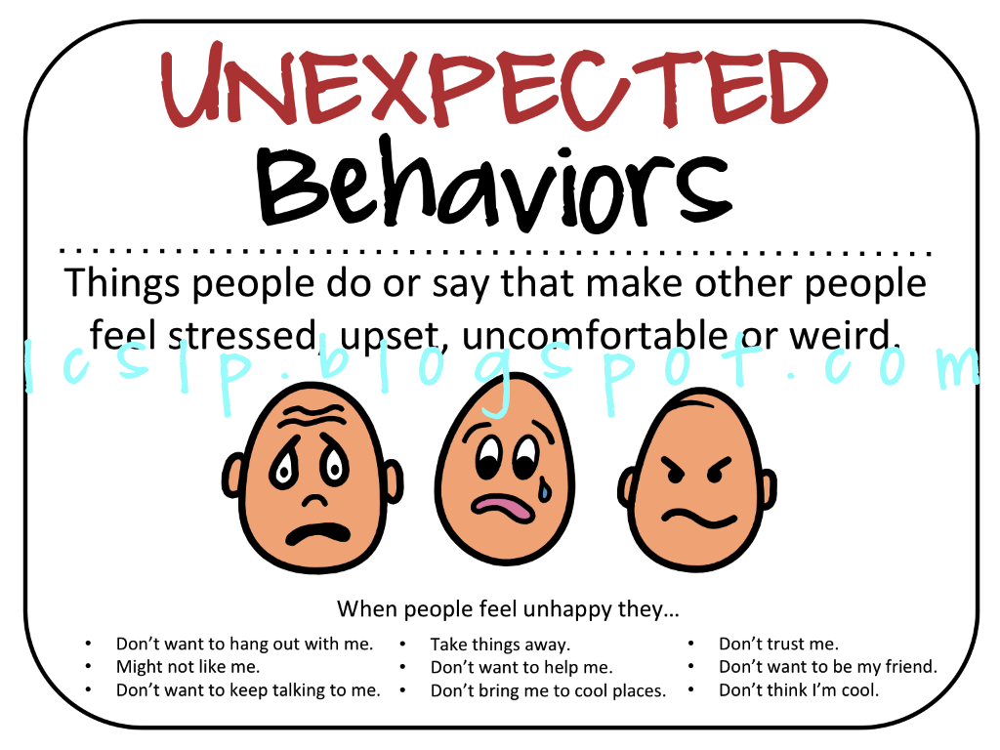 UNEXPECTED
Behaviors
Things people do or say that make other people
feel stressed, upset, uncomfortable or weird.
lcslp.blogspot.com
When people feel unhappy they…
• Don’t want to hang out with me.
• Might not like me.
• Don’t want to keep talking to me.
• Take things away.
• Don’t want to help me.
• Don’t bring me to cool places.
• Don’t trust me.
• Don’t want to be my friend.
• Don’t think I’m cool.